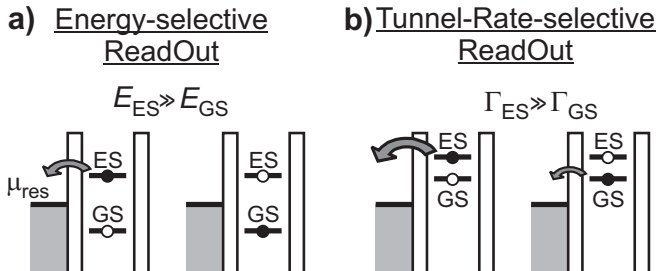 a) Energy-selective
ReadOut
E_ES ≫ E_GS
ES
GS
μ_res
ES
GS
b) Tunnel-Rate-selective
ReadOut
Γ_ES ≫ Γ_GS
ES
GS
ES
GS